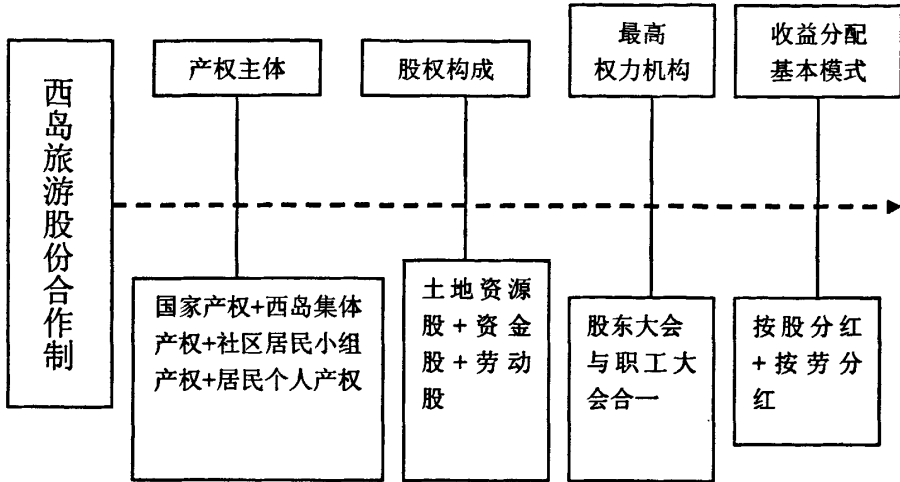 西岛旅游股份合作制
产权主体
股权构成
最高
权力机构
收益分配
基本模式
国家产权+西岛集体
产权+社区居民小组
产权+居民个人产权
土地资源
股+资金
股+劳动
股
股东大会
与职工大
会合一
按股分红
+按劳分
红